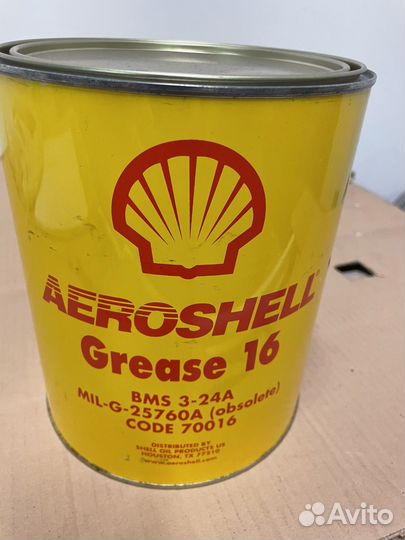 AEROSHELL®
Grease 16
BMS 3-24A
MIL-G-25760A (obsolete)
CODE 70016
DISTRIBUTED BY
SHELL OIL PRODUCTS US
HOUSTON, TX 77210
www.aeroshell.com
Avito